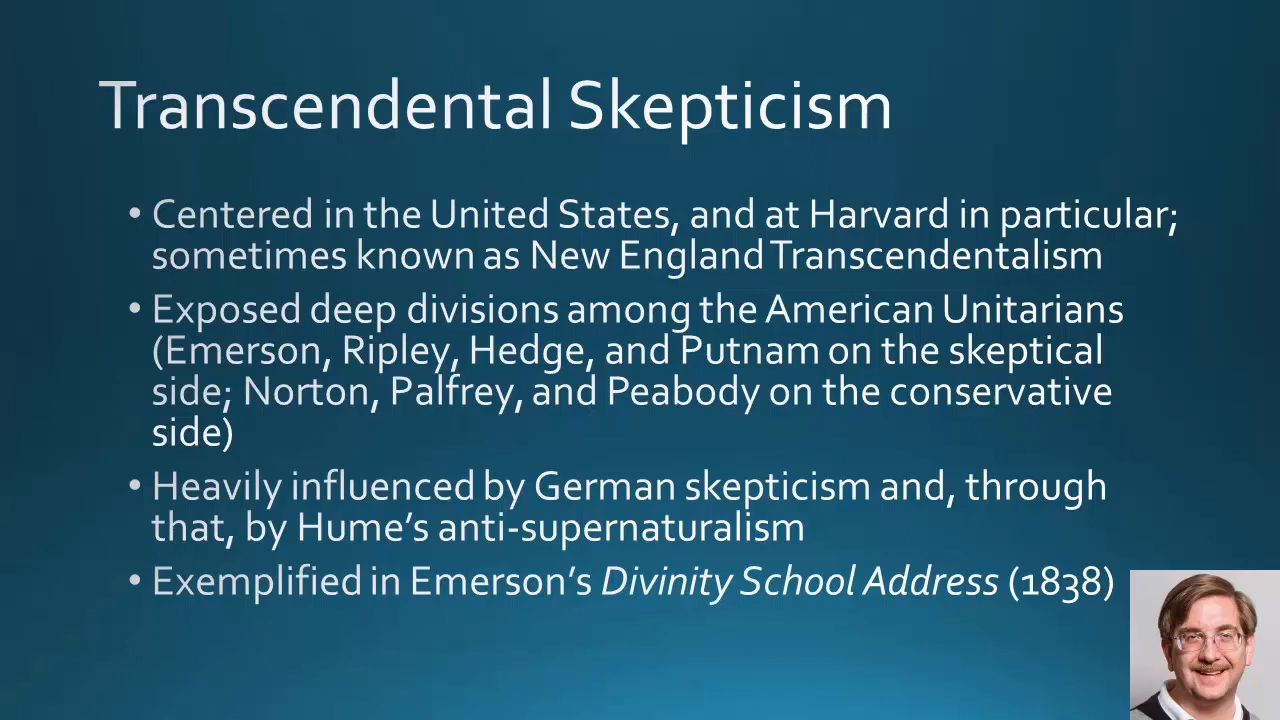 Transcendental Skepticism
• Centered in the United States, and at Harvard in particular;
sometimes known as New England Transcendentalism
• Exposed deep divisions among the American Unitarians
(Emerson, Ripley, Hedge, and Putnam on the skeptical
side; Norton, Palfrey, and Peabody on the conservative
side)
• Heavily influenced by German skepticism and, through
that, by Hume’s anti-supernaturalism
• Exemplified in Emerson’s Divinity School Address (1838)